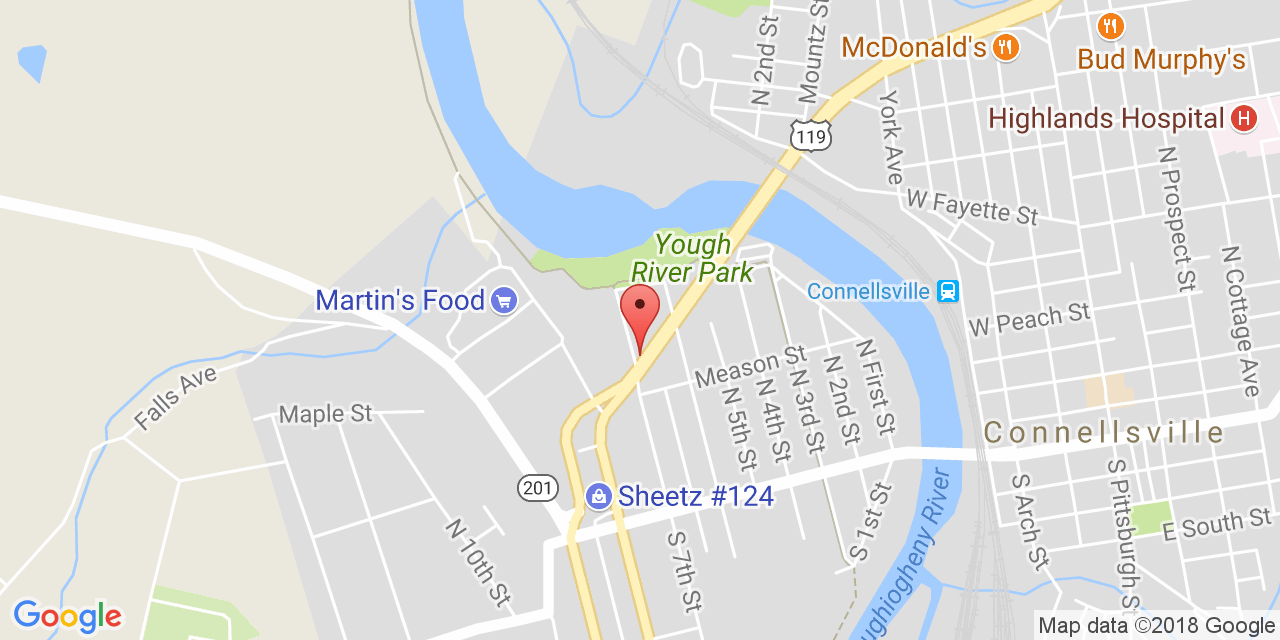 N 2nd St
Mountz St
McDonald's
Bud Murphy's
York Ave
Highlands Hospital
H
119
N Prospect St
W Fayette St
Yough
River Park
N Cottage Ave
Connellsville
Martin's Food
W Peach St
Falls Ave
Meason St
N First St
N 2nd St
N 3rd St
N 4th St
N 5th St
Maple St
Connellsville
201
Sheetz #124
S Pittsburgh St
S Arch St
E South St
S 1st St
N 10th St
S 7th St
ughiogheny River
Google
Map data ©2018 Google